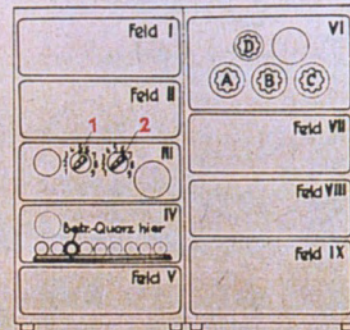 Feld I
Feld II
1
2
III
IV
Betr.-Quarz hier
Feld V
VI
D
A
B
C
Feld VII
Feld VIII
Feld IX